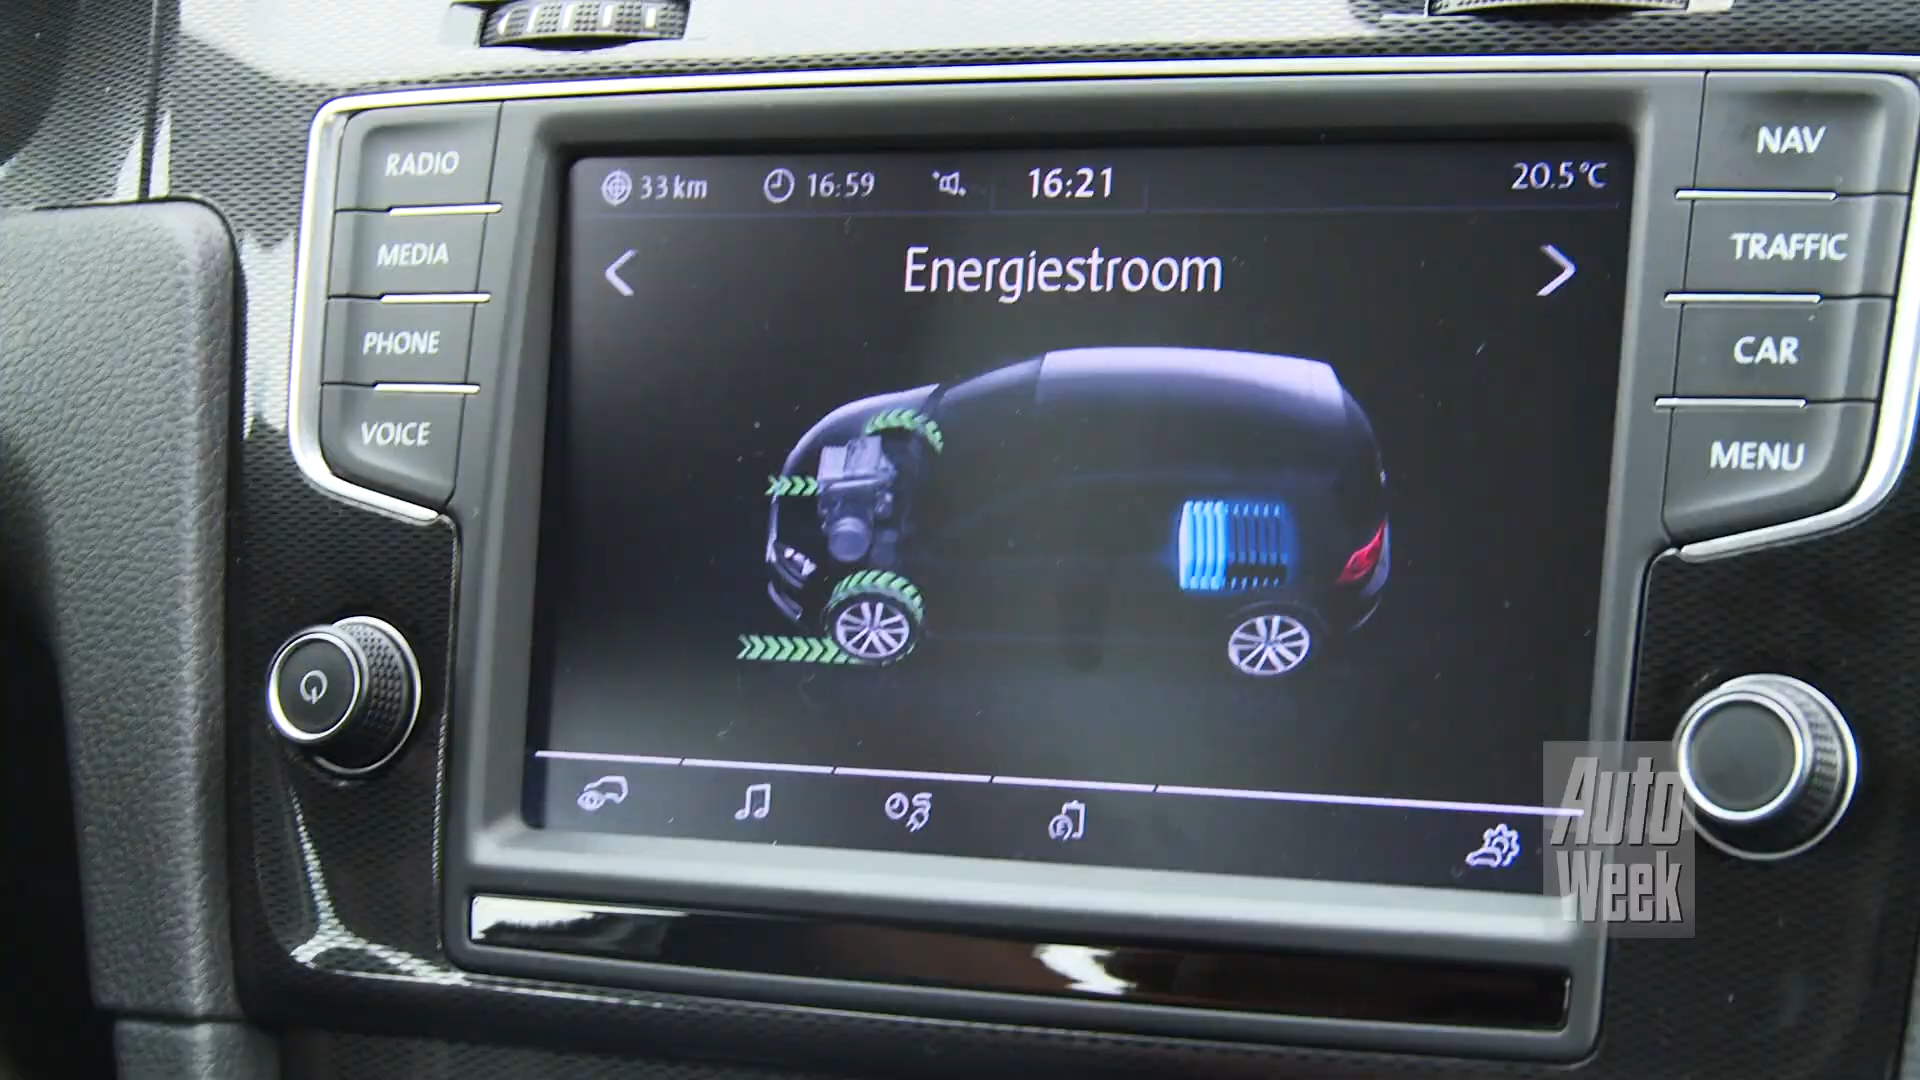 RADIO
MEDIA
PHONE
VOICE
33 km 16:59 16:21 20.5°C
Energiestroom
NAV
TRAFFIC
CAR
MENU
Auto
Week